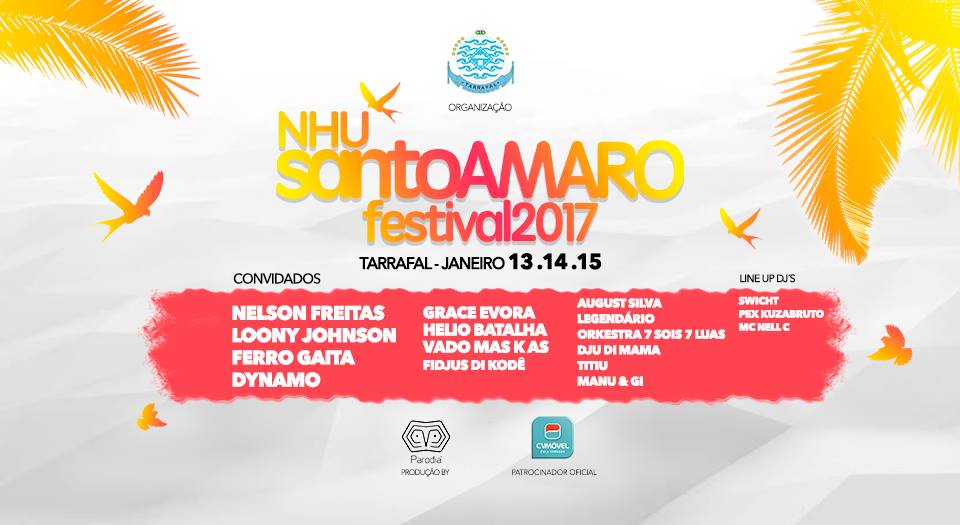 TARRAFAL
ORGANIZAÇÃO
NHU
santoAMARO
festival2017
TARRAFAL - JANEIRO 13.14.15
CONVIDADOS
NELSON FREITAS
LOONY JOHNSON
FERRO GAITA
DYNAMO
GRACE EVORA
HELIO BATALHA
VADO MAS K AS
FIDJUS DI KODÊ
AUGUST SILVA
LEGENDÁRIO
ORKESTRA 7 SOIS 7 LUAS
DJU DI MAMA
TITIU
MANU & GI
LINE UP DJ´S
SWICHT
PEX KUZABRUTO
MC NELL C
Parodia
PRODUÇÃO BY
CVMÓVEL
PATROCINADOR OFICIAL